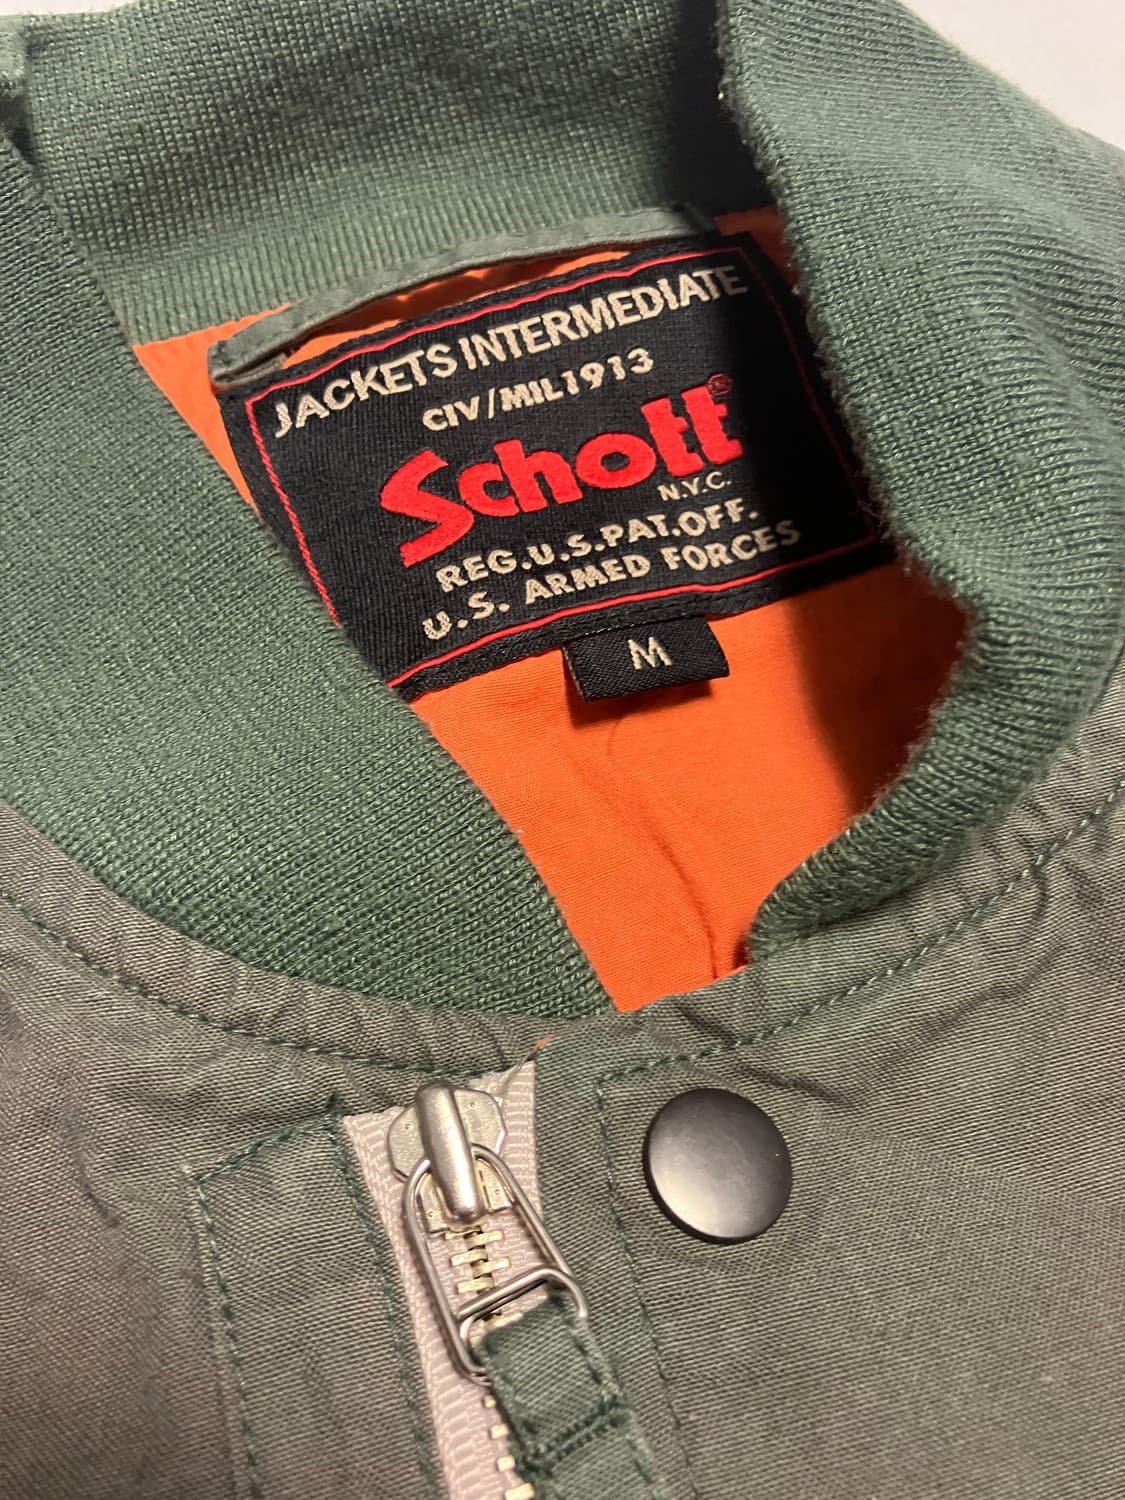 JACKETS INTERMEDIATE
CIV/MIL1913
Schott®
N.Y.C.
REG.U.S.PAT.OFF.
U.S. ARMED FORCES
M